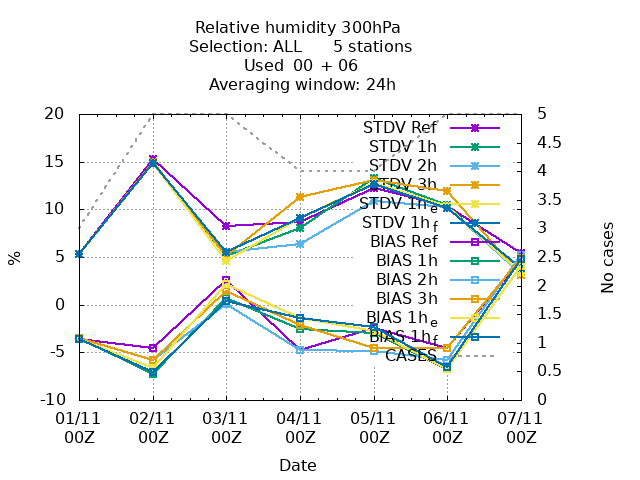 Relative humidity 300hPa
Selection: ALL 5 stations
Used 00 + 06
Averaging window: 24h
20
15
10
5
0
-5
-10
%
5
4.5
4
3.5
3
2.5
2
1.5
1
0.5
0
No cases
STDV Ref
STDV 1h
STDV 2h
STDV 3h
STDV 1h e
STDV 1h f
BIAS Ref
BIAS 1h
BIAS 2h
BIAS 3h
BIAS 1h e
BIAS 1h f
CASES
01/11 02/11 03/11 04/11 05/11 06/11 07/11
00Z 00Z 00Z 00Z 00Z 00Z 00Z
Date